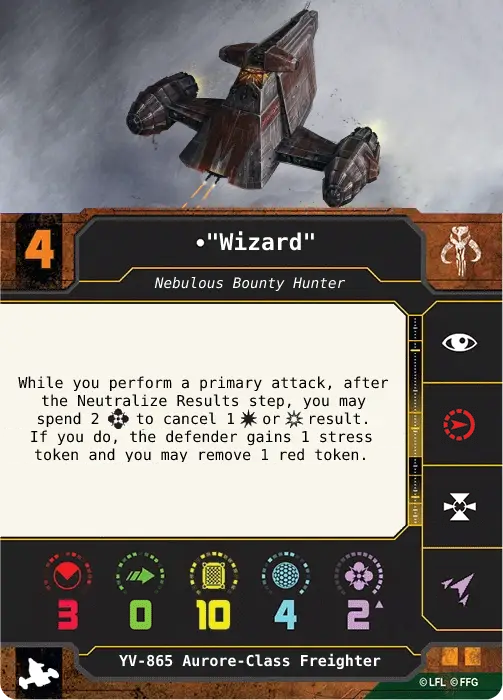 4
•"Wizard"
Nebulous Bounty Hunter
While you perform a primary attack, after
the Neutralize Results step, you may
spend 2 to cancel 1 or result.
If you do, the defender gains 1 stress
token and you may remove 1 red token.
3 0 10 4 2
YV-865 Aurore-Class Freighter
©LFL ©FFG